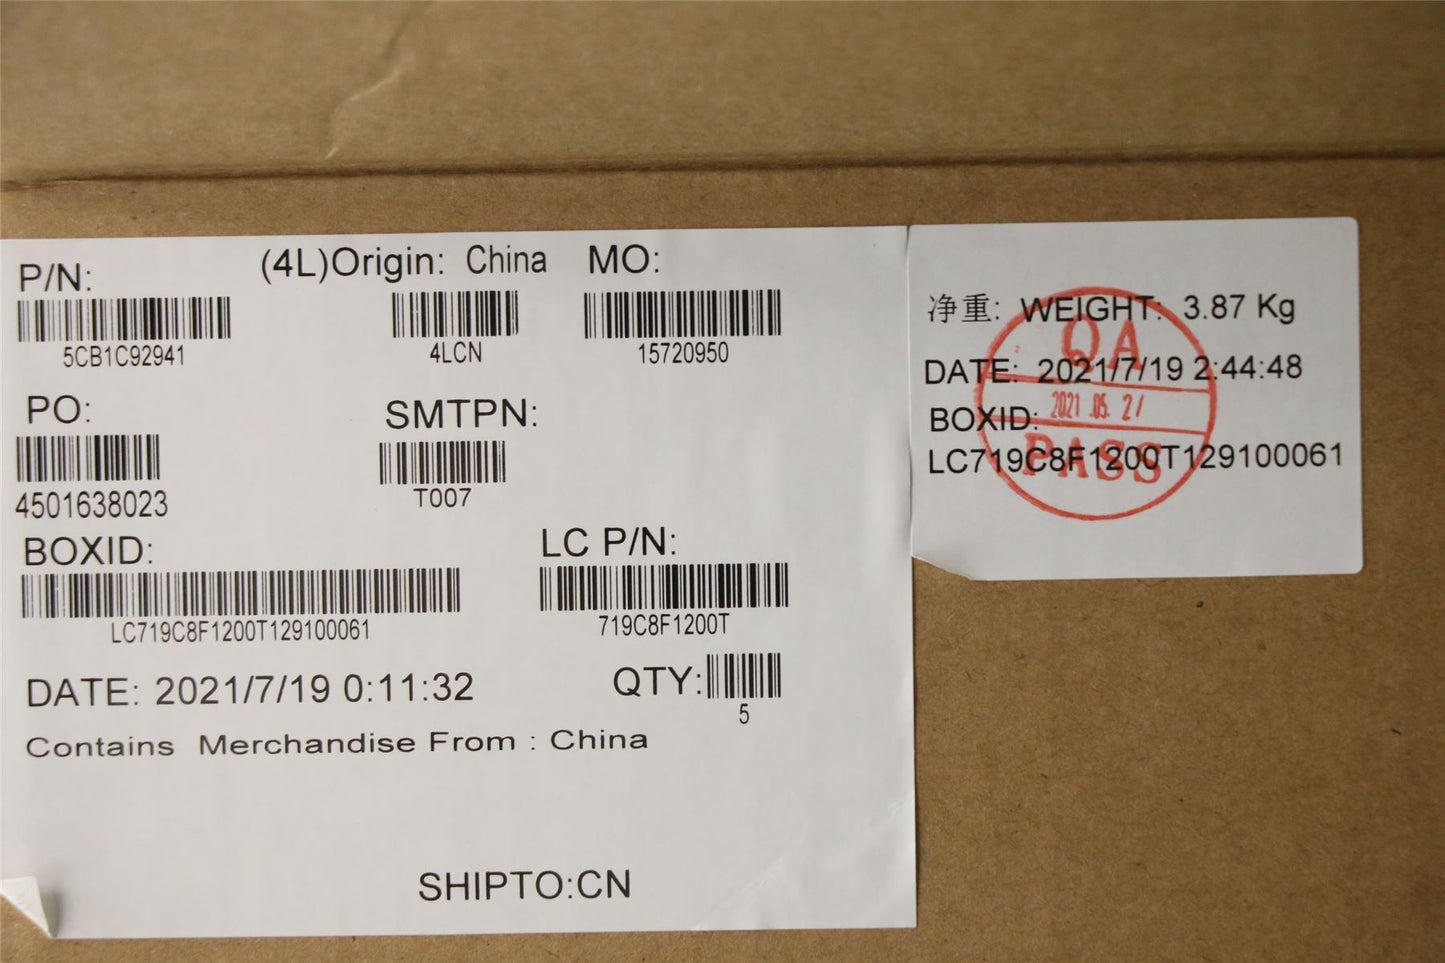 P/N:
(4L)Origin: China
MO:
5CB1C92941
4LCN
15720950
PO:
SMTPN:
4501638023
T007
BOXID:
LC P/N:
LC719C8F1200T129100061
719C8F1200T
DATE: 2021/7/19 0:11:32
QTY:
5
Contains Merchandise From : China
SHIPTO:CN
净重: WEIGHT: 3.87 Kg
DATE: 2021/7/19 2:44:48
BOXID:
LC719C8F1200T129100061
QA
2021.05.21
PASS